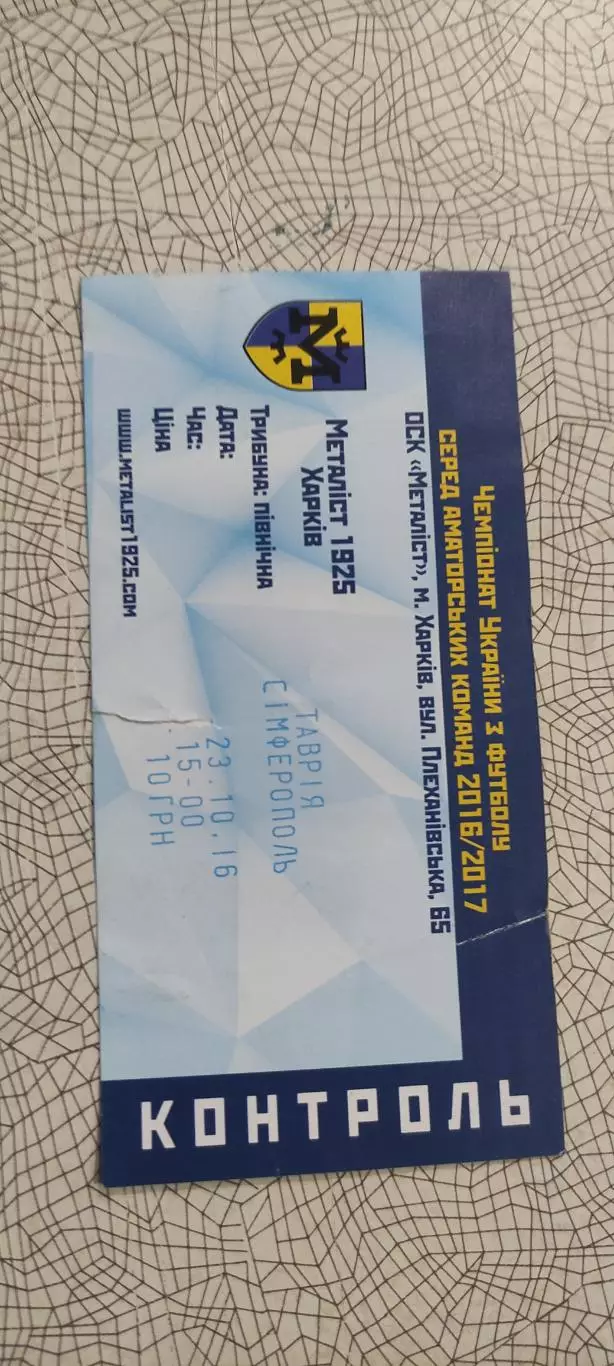 Чемпіонат України з футболу
серед аматорських команд 2016/2017
ОСК «Металіст», м. Харків, вул. Плеханівська, 65
М
Металіст 1925
Харків
ТАВРІЯ
СІМФЕРОПОЛЬ
Трибуна: північна
Дата: 23.10.16
Час: 15-00
Ціна 10ГРН
www.metalist1925.com
КОНТРОЛЬ